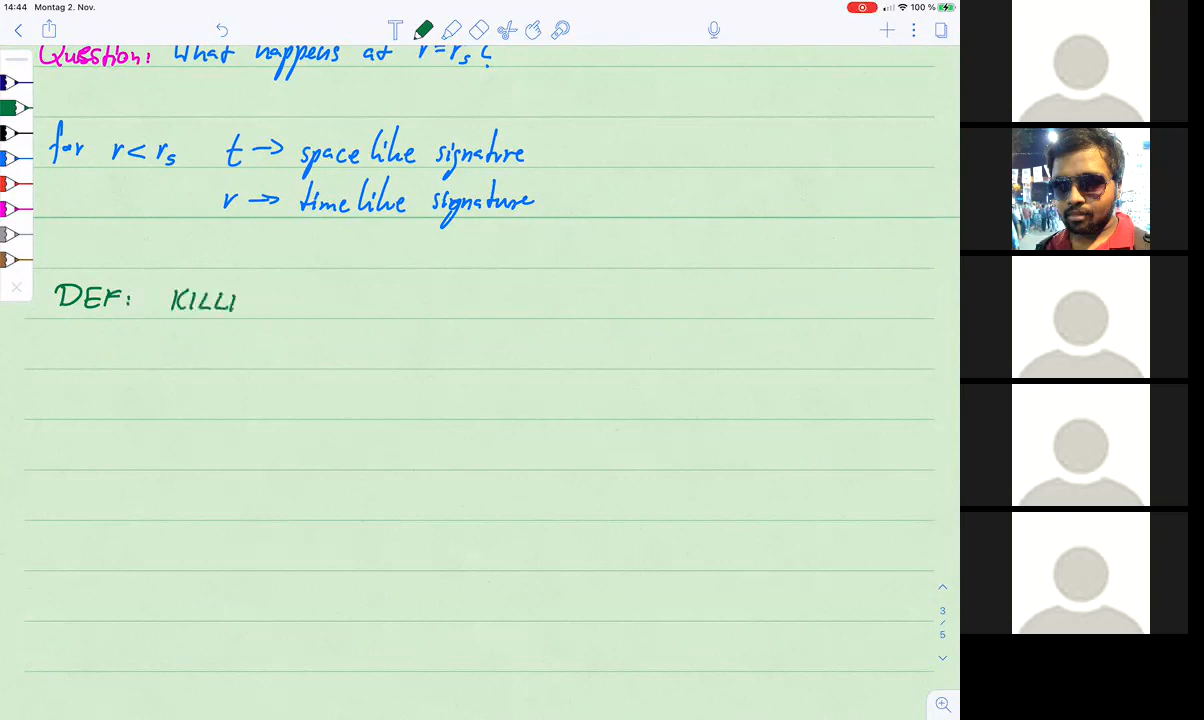 14:44 Montag 2. Nov.
100 %
T
Question: What happens at r=rs?
for r < rs t → space like signature
r → time like signature
DEF: KILLI
3
/
5